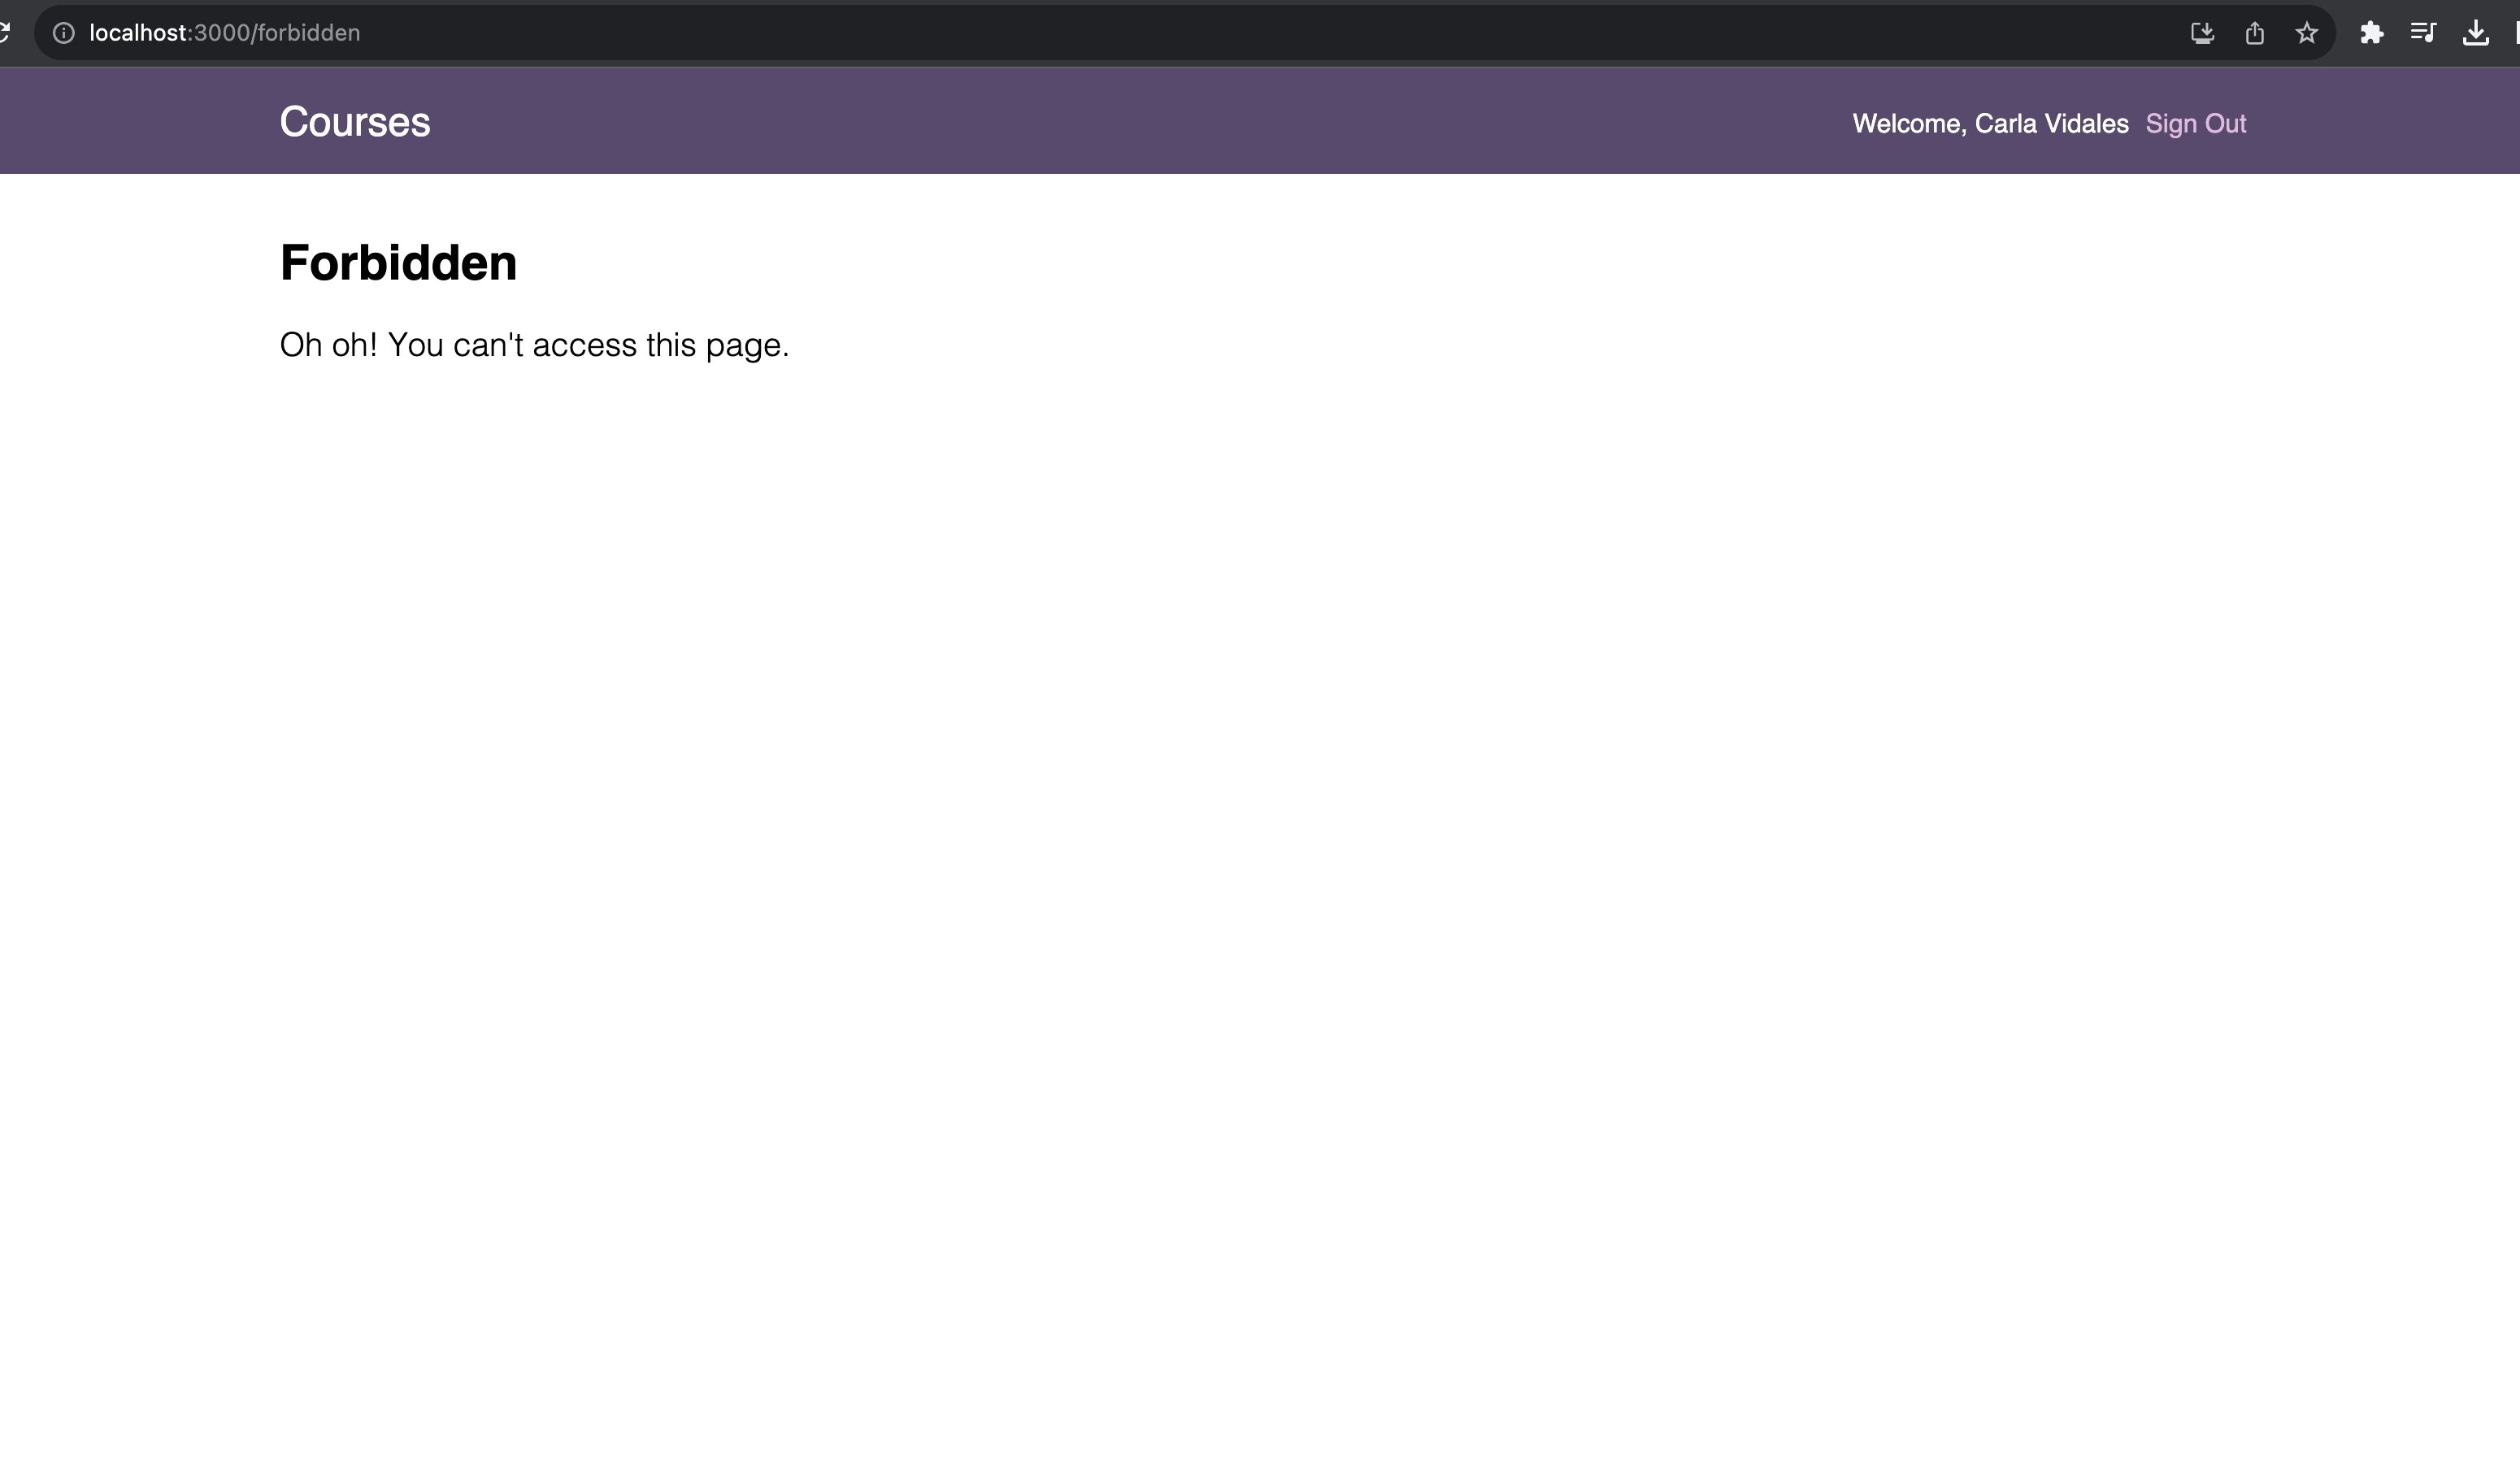 localhost:3000/forbidden
Courses
Welcome, Carla Vidales Sign Out
Forbidden
Oh oh! You can't access this page.